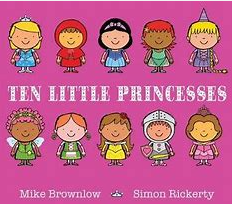 TEN LITTLE PRINCESSES
Mike Brownlow Simon Rickerty